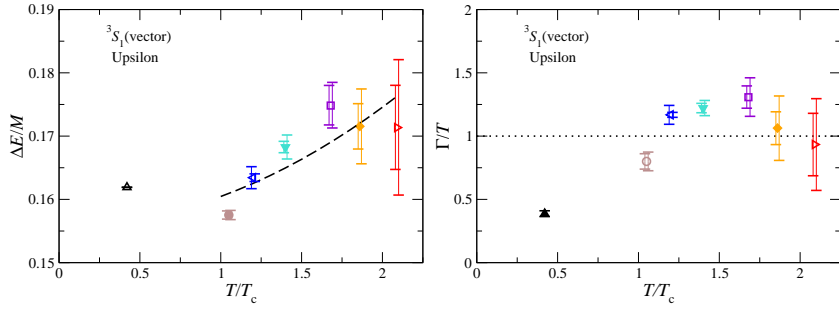 0.19
0.18
0.17
0.16
0.15
ΔE/M
³S₁(vector)
Upsilon
0
0.5
1
1.5
2
T/T_c
2
1.5
1
0.5
0
Γ/T
³S₁(vector)
Upsilon
0
0.5
1
1.5
2
T/T_c